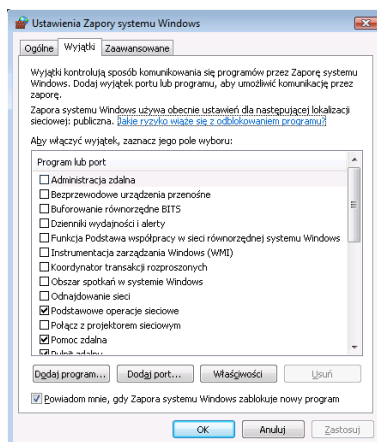 Ustawienia Zapory systemu Windows
Ogólne Wyjątki Zaawansowane
Wyjątki kontrolują sposób komunikowania się programów przez Zaporę systemu
Windows. Dodaj wyjątek portu lub programu, aby umożliwić komunikację przez
zaporę.
Zapora systemu Windows używa obecnie ustawień dla następującej lokalizacji
sieciowej: publiczna. Jakie ryzyko wiąże się z odblokowaniem programu?
Aby włączyć wyjątek, zaznacz jego pole wyboru:
Program lub port
Administracja zdalna
Bezprzewodowe urządzenia przenośne
Buforowanie równorzędne BITS
Dzienniki wydajności i alerty
Funkcja Podstawa współpracy w sieci równorzędnej systemu Windows
Instrumentacja zarządzania Windows (WMI)
Koordynator transakcji rozproszonych
Obszar spotkań w systemie Windows
Odnajdowanie sieci
Podstawowe operacje sieciowe
Połącz z projektorem sieciowym
Pomoc zdalna
Pulpit zdalny
Dodaj program... Dodaj port... Właściwości Usuń
Powiadom mnie, gdy Zapora systemu Windows zablokuje nowy program
OK Anuluj Zastosuj